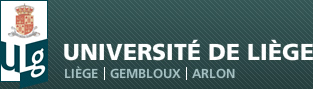 ULg
UNIVERSITÉ DE LIÈGE
LIÈGE | GEMBLOUX | ARLON